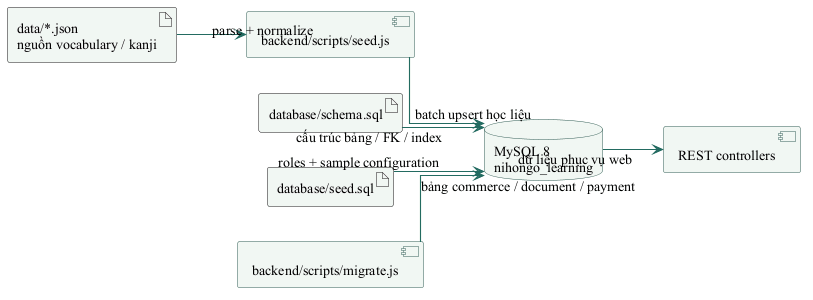 data/*.json
nguồn vocabulary / kanji
parse + normalize
backend/scripts/seed.js
database/schema.sql
batch upsert học liệu
cấu trúc bảng / FK / index
MySQL 8
nihongo_learning
dữ liệu phục vụ web
REST controllers
roles + sample configuration
database/seed.sql
bảng commerce / document / payment
backend/scripts/migrate.js